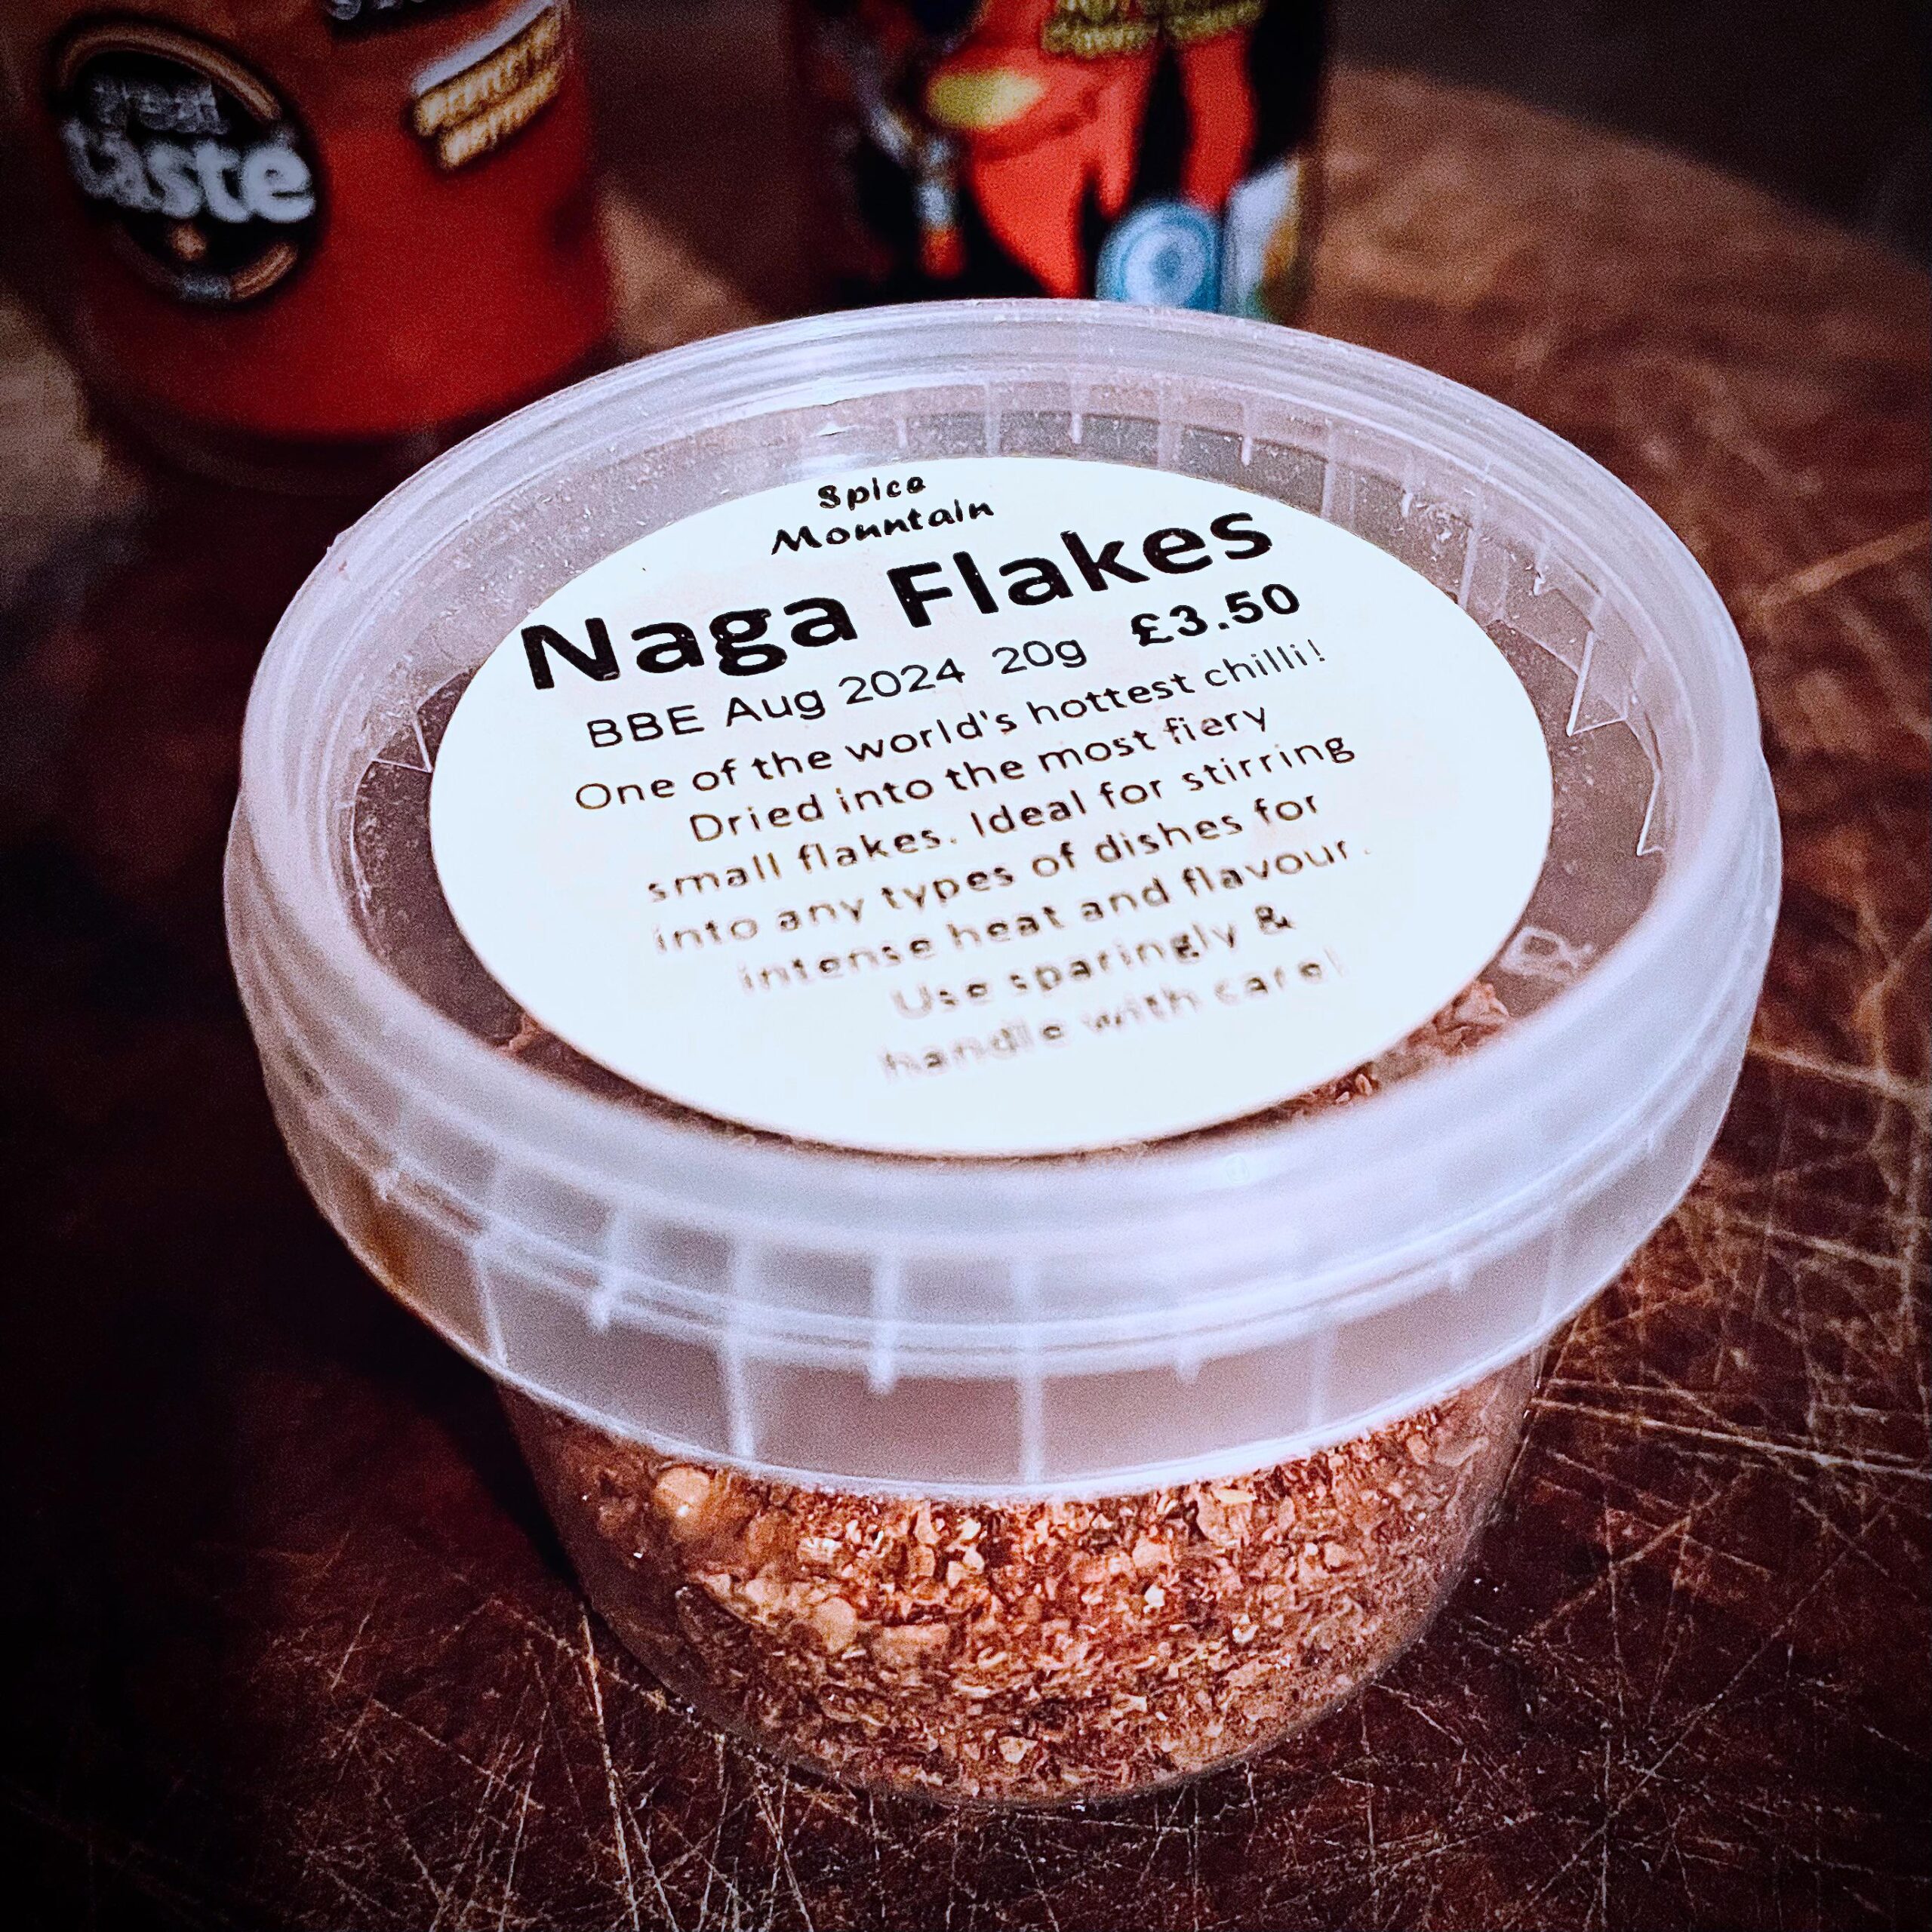 great
taste
Spice
Mountain
Naga Flakes
BBE Aug 2024 20g £3.50
One of the world's hottest chilli!
Dried into the most fiery
small flakes. Ideal for stirring
into any types of dishes for
intense heat and flavour.
Use sparingly &
handle with care!